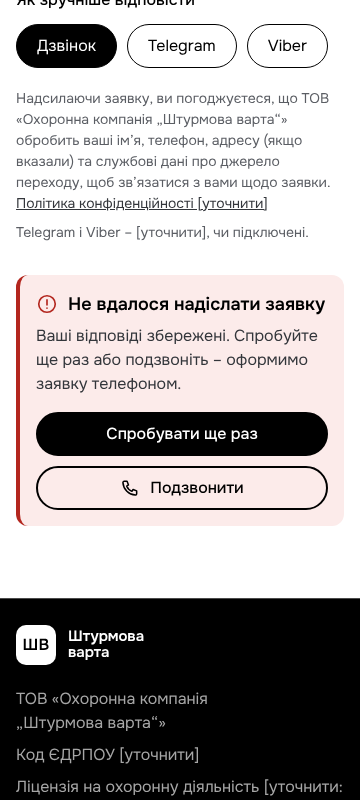 Як зручніше відповісти
Дзвінок
Telegram
Viber
Надсилаючи заявку, ви погоджуєтеся, що ТОВ
«Охоронна компанія „Штурмова варта“»
обробить ваші ім’я, телефон, адресу (якщо
вказали) та службові дані про джерело
переходу, щоб зв’язатися з вами щодо заявки.
Політика конфіденційності [уточнити]
Telegram і Viber – [уточнити], чи підключені.
Не вдалося надіслати заявку
Ваші відповіді збережені. Спробуйте
ще раз або подзвоніть – оформимо
заявку телефоном.
Спробувати ще раз
Подзвонити
ШВ
Штурмова
варта
ТОВ «Охоронна компанія
„Штурмова варта“»
Код ЄДРПОУ [уточнити]
Ліцензія на охоронну діяльність [уточнити: